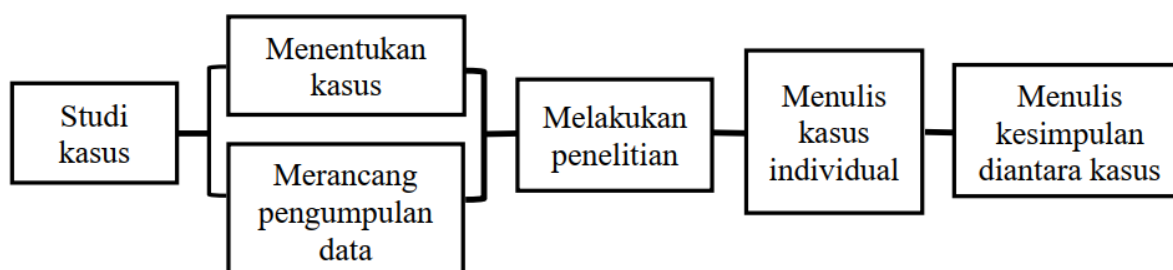 Studi
kasus
Menentukan
kasus
Merancang
pengumpulan
data
Melakukan
penelitian
Menulis
kasus
individual
Menulis
kesimpulan
diantara kasus